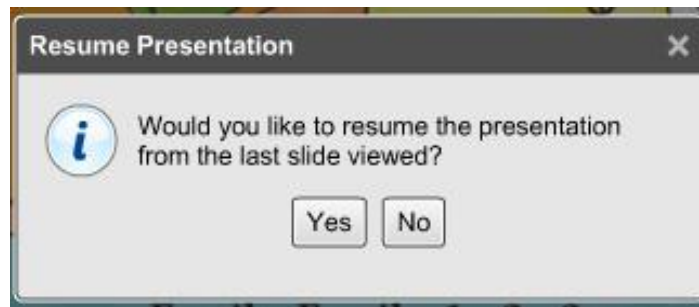 Resume Presentation
Would you like to resume the presentation
from the last slide viewed?
Yes No